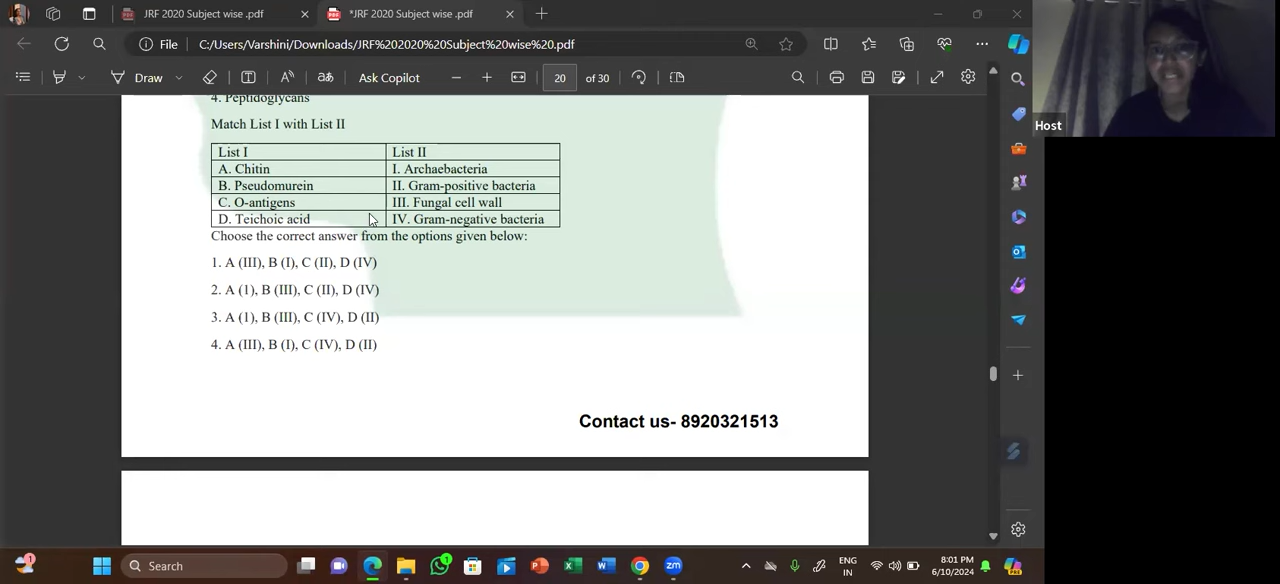 JRF 2020 Subject wise .pdf
*JRF 2020 Subject wise .pdf
File
C:/Users/Varshini/Downloads/JRF%202020%20Subject%20wise%20.pdf
Draw
Ask Copilot
20
of 30
4. Peptidoglycans
Match List I with List II
List I List II
A. Chitin I. Archaebacteria
B. Pseudomurein II. Gram-positive bacteria
C. O-antigens III. Fungal cell wall
D. Teichoic acid IV. Gram-negative bacteria
Choose the correct answer from the options given below:
1. A (III), B (I), C (II), D (IV)
2. A (1), B (III), C (II), D (IV)
3. A (1), B (III), C (IV), D (II)
4. A (III), B (I), C (IV), D (II)
Contact us- 8920321513
Host
Search
ENG
IN
8:01 PM
6/10/2024